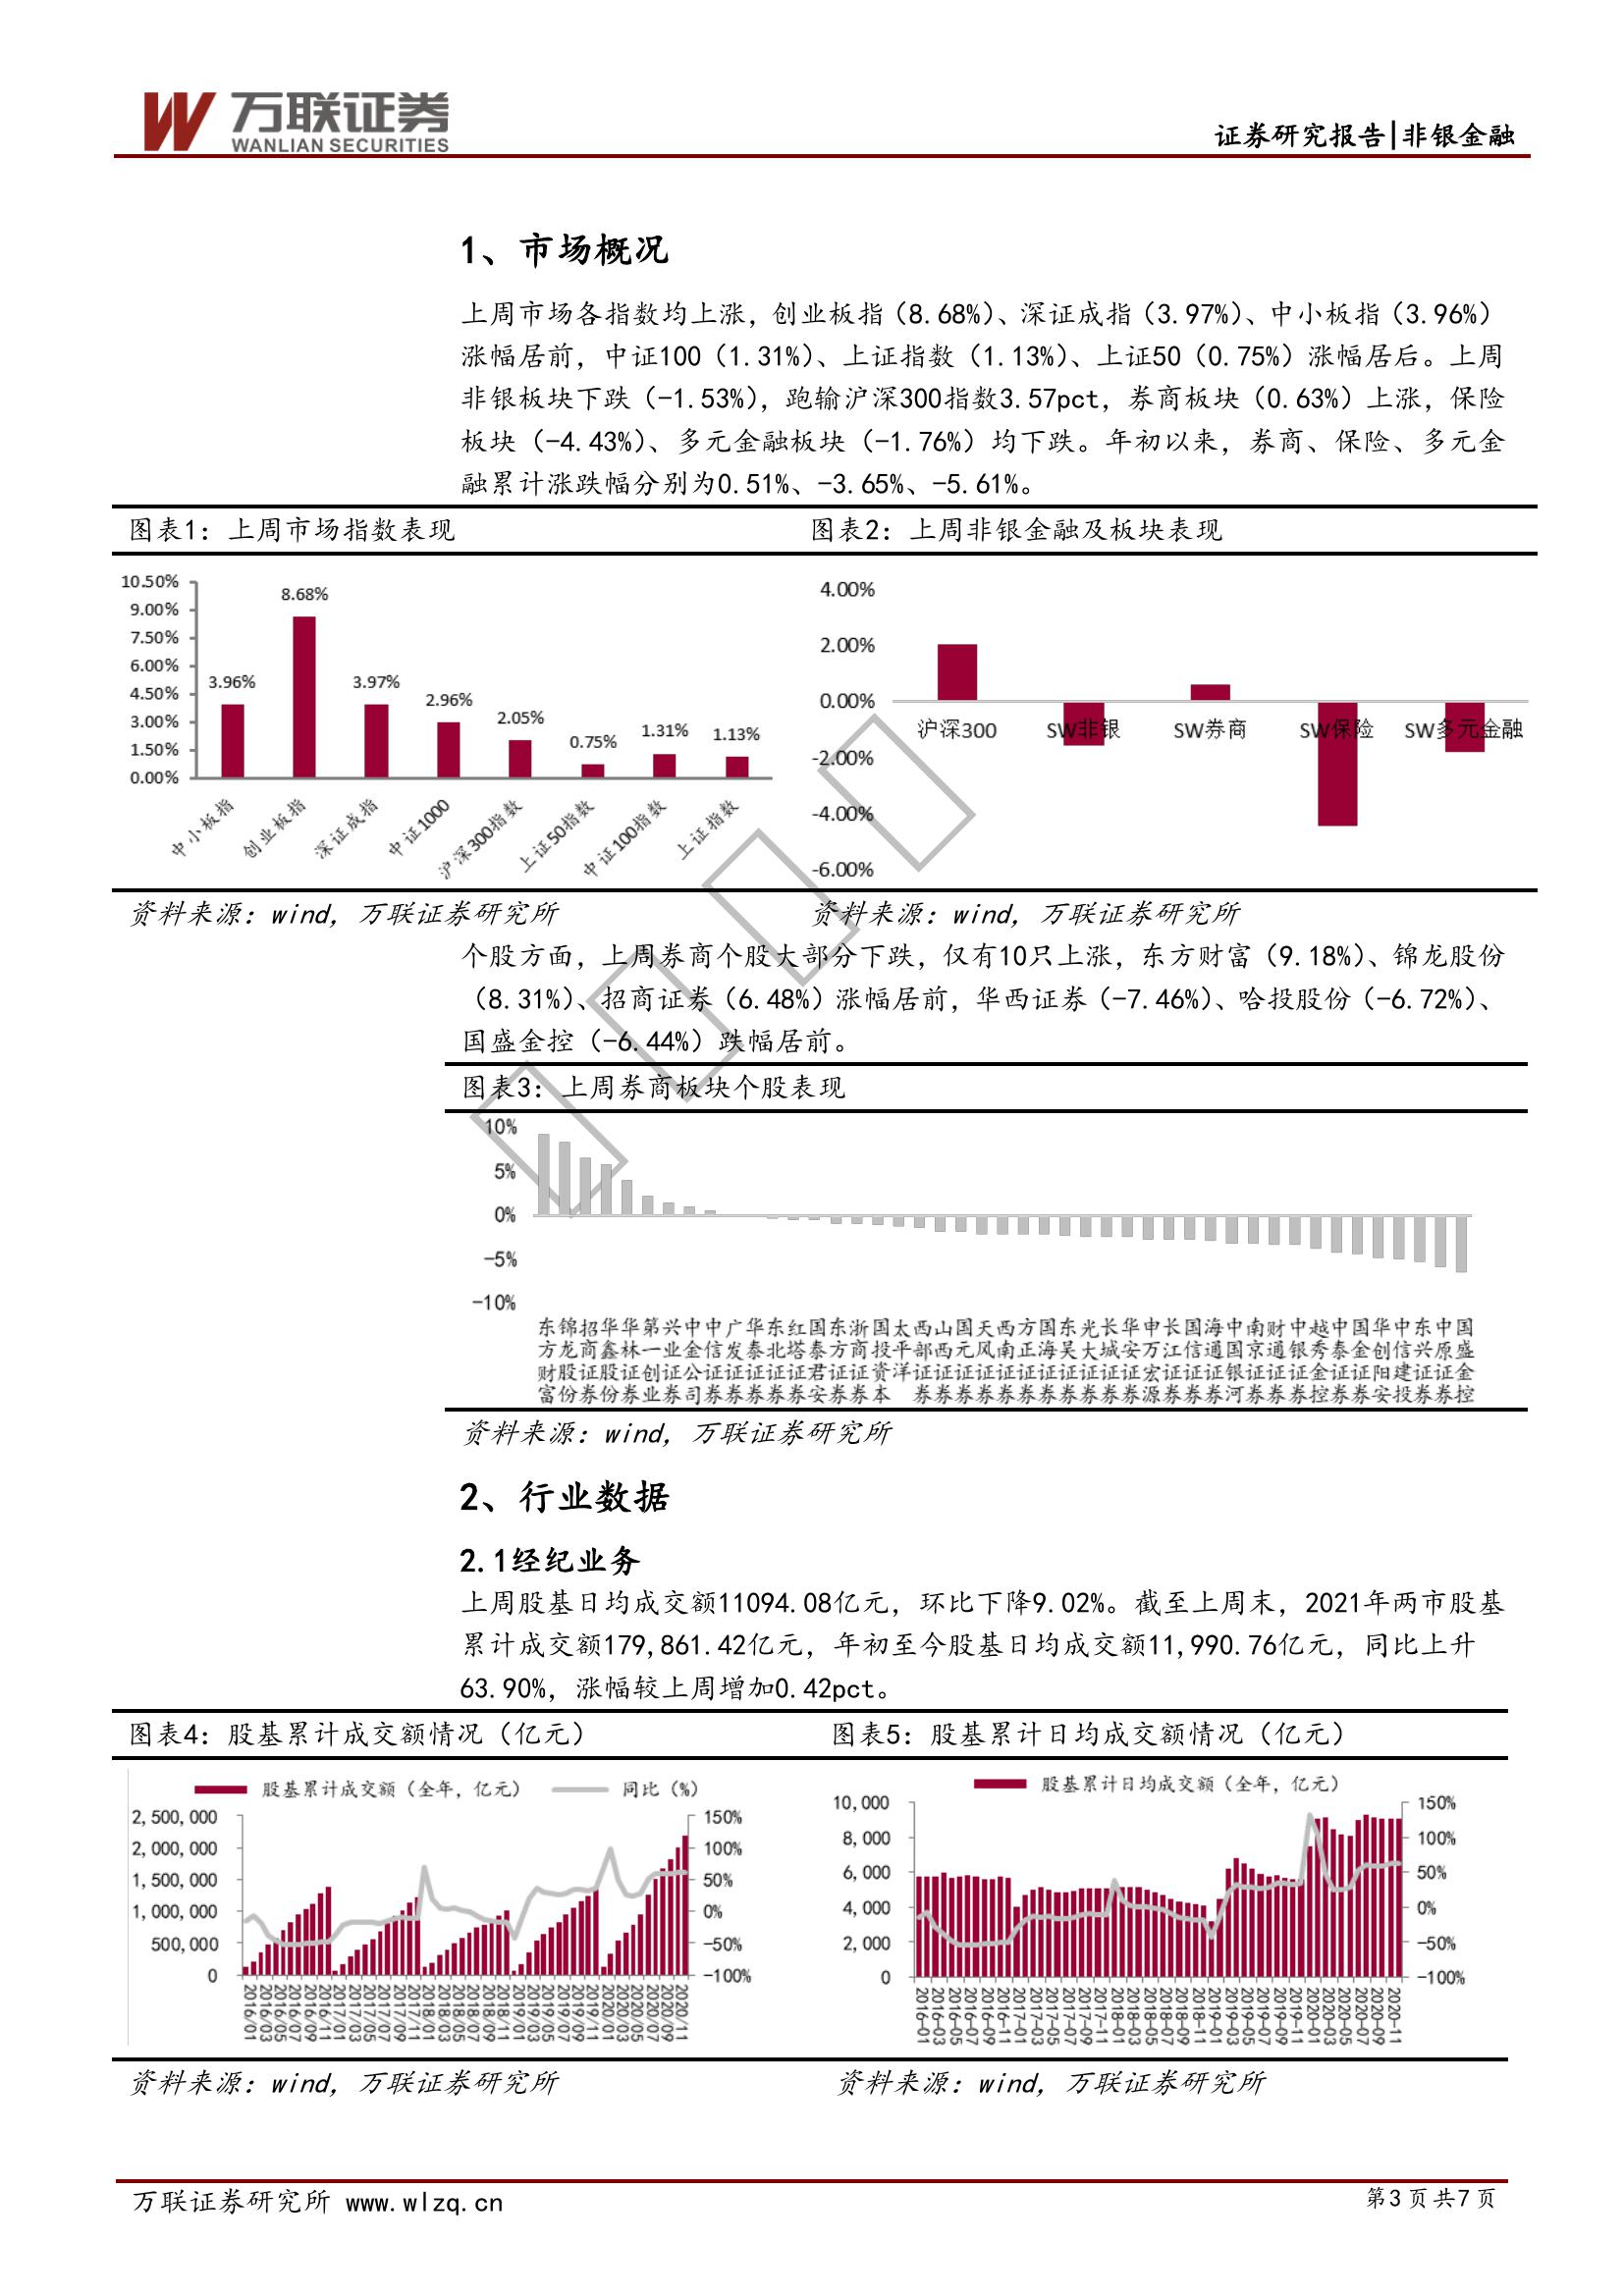 万联证券
WANLIAN SECURITIES
证券研究报告|非银金融
1、市场概况
上周市场各指数均上涨，创业板指（8.68%）、深证成指（3.97%）、中小板指（3.96%）
涨幅居前，中证100（1.31%）、上证指数（1.13%）、上证50（0.75%）涨幅居后。上周
非银板块下跌（-1.53%），跑输沪深300指数3.57pct，券商板块（0.63%）上涨，保险
板块（-4.43%）、多元金融板块（-1.76%）均下跌。年初以来，券商、保险、多元金
融累计涨跌幅分别为0.51%、-3.65%、-5.61%。
图表1：上周市场指数表现
10.50%
9.00%
7.50%
6.00%
4.50%
3.00%
1.50%
0.00%
3.96%
8.68%
3.97%
2.96%
2.05%
0.75%
1.31%
1.13%
中小板指
创业板指
深证成指
中证1000
沪深300指数
上证50指数
中证100指数
上证指数
图表2：上周非银金融及板块表现
4.00%
2.00%
0.00%
-2.00%
-4.00%
-6.00%
沪深300
SW非银
SW券商
SW保险
SW多元金融
资料来源：wind，万联证券研究所
资料来源：wind，万联证券研究所
个股方面，上周券商个股大部分下跌，仅有10只上涨，东方财富（9.18%）、锦龙股份
（8.31%）、招商证券（6.48%）涨幅居前，华西证券（-7.46%）、哈投股份（-6.72%）、
国盛金控（-6.44%）跌幅居前。
图表3：上周券商板块个股表现
10%
5%
0%
-5%
-10%
东锦招华华第兴中中广华东红国东浙国太西山国天西方国东光长华申长国海中南财中越中国华中东中国
方龙商鑫林一业金信发泰北塔泰方商投平部西元风南正海吴大城安万江信通国京通银秀泰金创信兴原盛
财股证股证创证公证证证证证君证证资洋证证证证证证证证证证证宏证证证银证证证金证证阳建证证金
富份券份券业券司券券券券券安券券本 券券券券券券券券券券券源券券券河券券券控券券安投券券控
资料来源：wind，万联证券研究所
2、行业数据
2.1经纪业务
上周股基日均成交额11094.08亿元，环比下降9.02%。截至上周末，2021年两市股基
累计成交额179,861.42亿元，年初至今股基日均成交额11,990.76亿元，同比上升
63.90%，涨幅较上周增加0.42pct。
图表4：股基累计成交额情况（亿元）
股基累计成交额（全年，亿元）
同比（%）
2,500,000
2,000,000
1,500,000
1,000,000
500,000
0
150%
100%
50%
0%
-50%
-100%
2016/01
2016/03
2016/05
2016/07
2016/09
2016/11
2017/01
2017/03
2017/05
2017/07
2017/09
2017/11
2018/01
2018/03
2018/05
2018/07
2018/09
2018/11
2019/01
2019/03
2019/05
2019/07
2019/09
2019/11
2020/01
2020/03
2020/05
2020/07
2020/09
2020/11
图表5：股基累计日均成交额情况（亿元）
股基累计日均成交额（全年，亿元）
10,000
8,000
6,000
4,000
2,000
0
150%
100%
50%
0%
-50%
-100%
2016-01
2016-03
2016-05
2016-07
2016-09
2016-11
2017-01
2017-03
2017-05
2017-07
2017-09
2017-11
2018-01
2018-03
2018-05
2018-07
2018-09
2018-11
2019-01
2019-03
2019-05
2019-07
2019-09
2019-11
2020-01
2020-03
2020-05
2020-07
2020-09
2020-11
资料来源：wind，万联证券研究所
资料来源：wind，万联证券研究所
万联证券研究所 www.wlzq.cn
第3页共7页